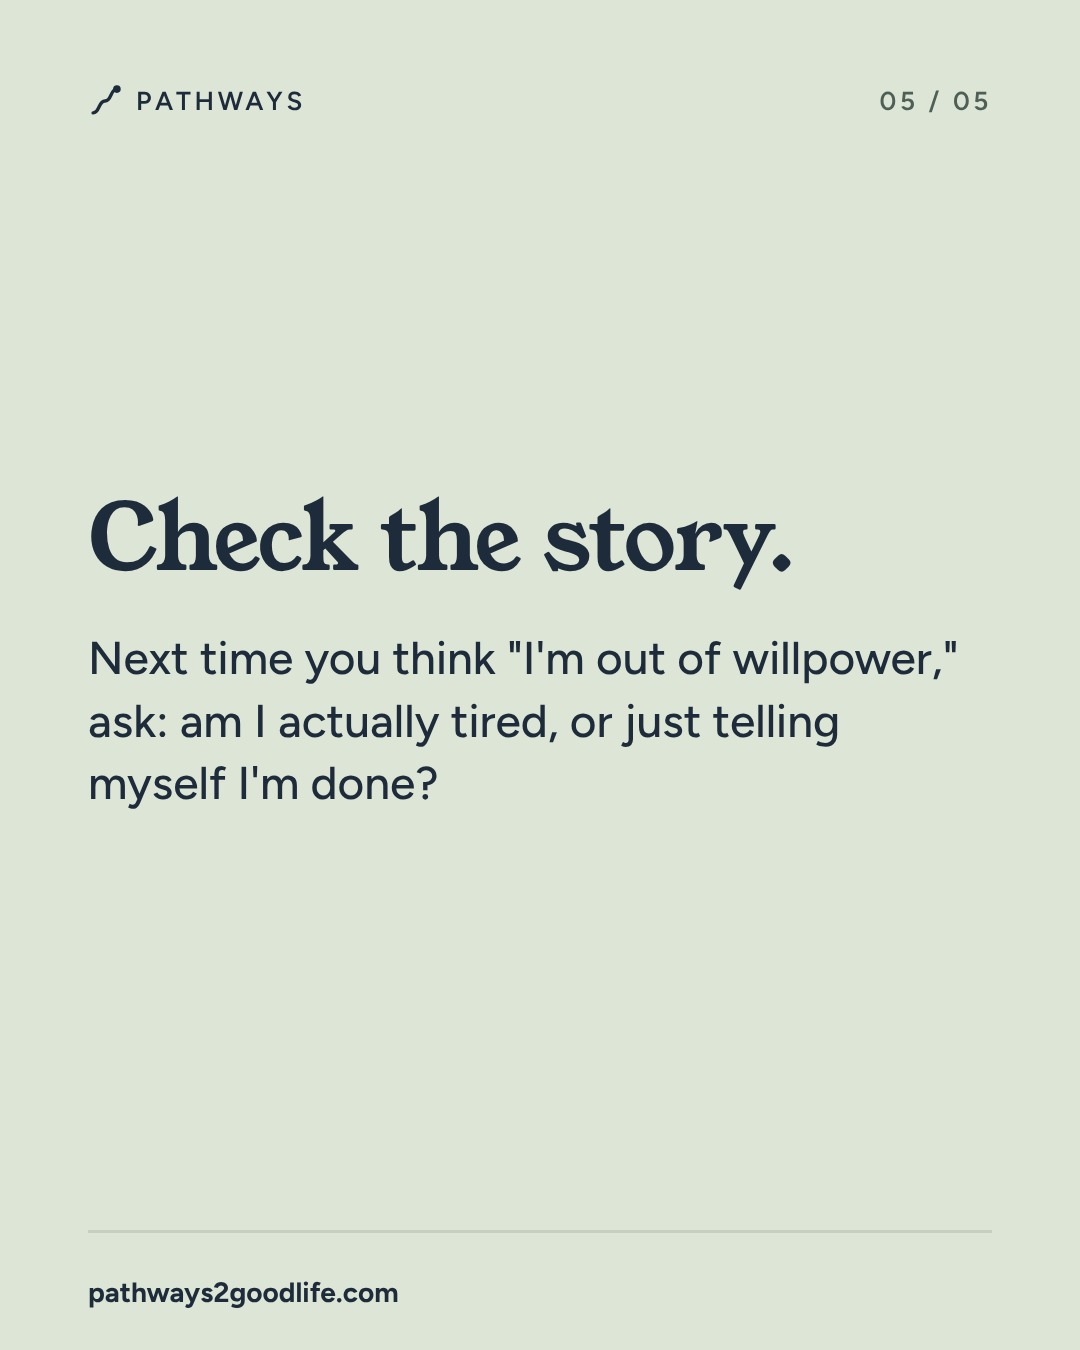 PATHWAYS
05 / 05
Check the story.
Next time you think "I'm out of willpower,"
ask: am I actually tired, or just telling
myself I'm done?
pathways2goodlife.com